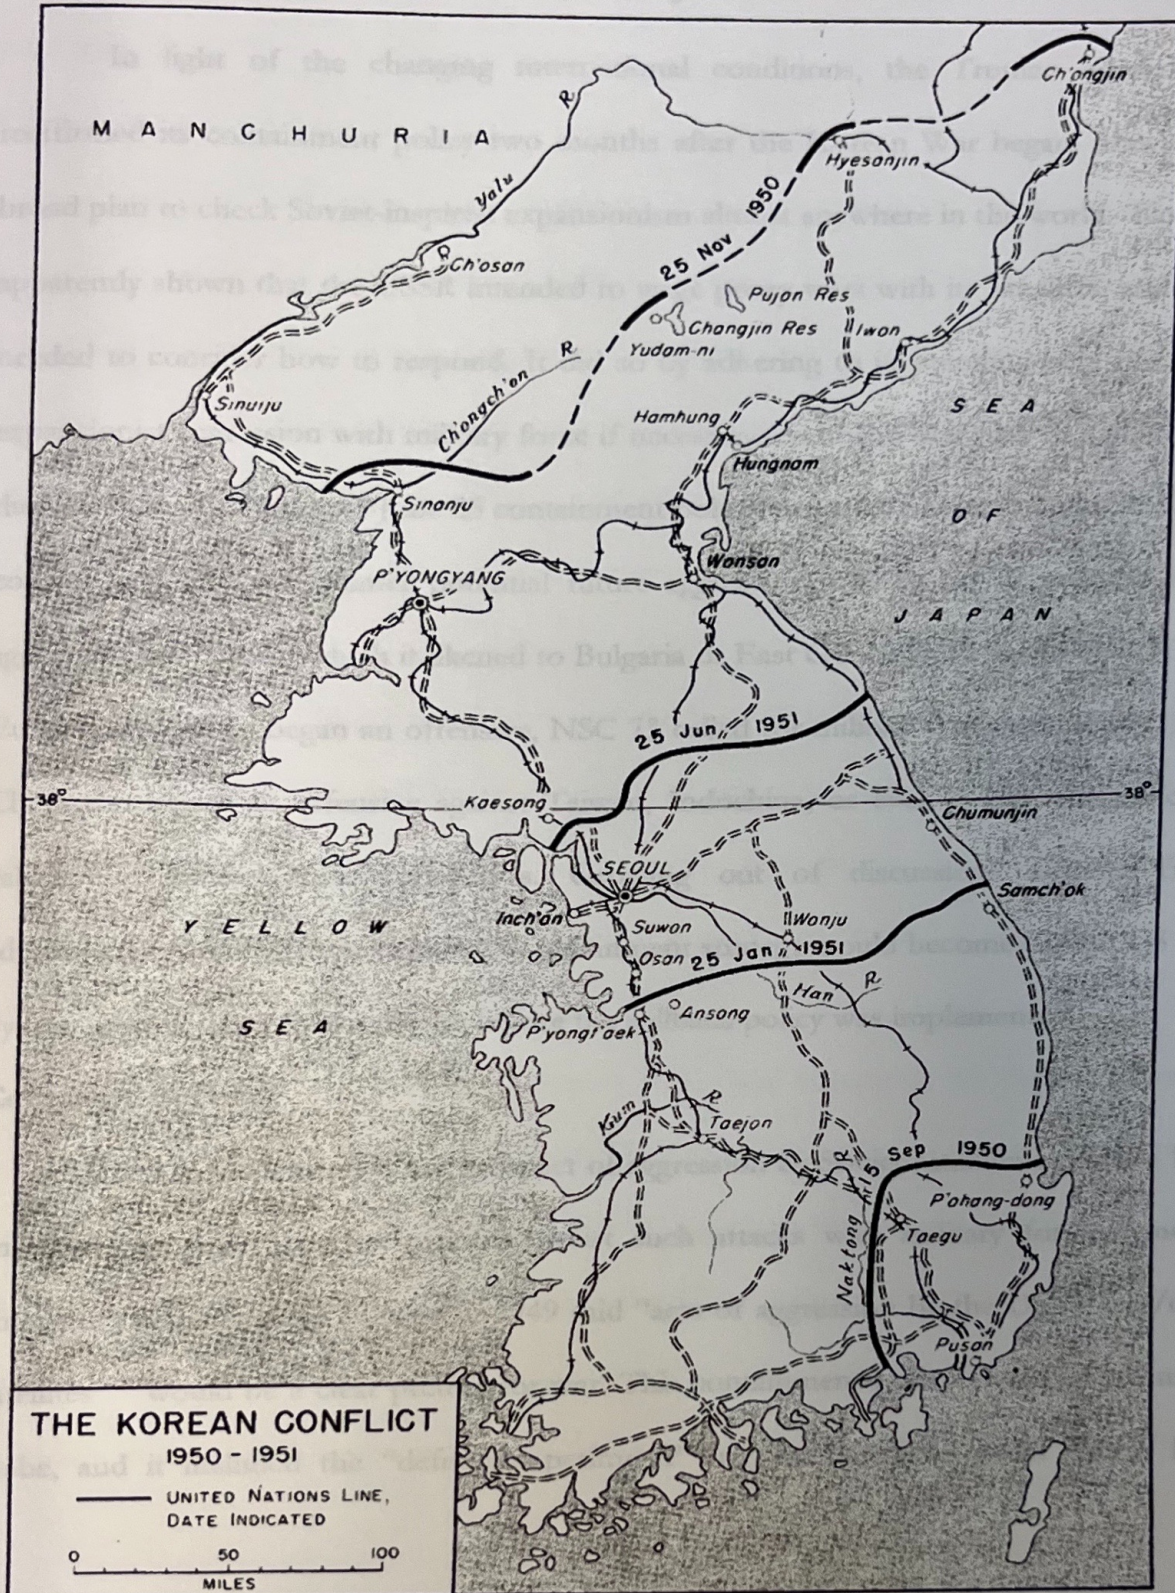 MANCHURIA
Yalu R
Ch'ongjin
Hyesanjin
Ch'osan
25 Nov 1950
Pujon Res
Changjin Res
Yudam-ni
Iwon
Ch'ongch'on R
Sinuiju
Hamhung
Hungnam
SEA
OF
JAPAN
Sinanju
Wonsan
P'YONGYANG
25 Jun 1951
38°
38°
Kaesong
Chumunjin
SEOUL
Samch'ok
Inch'on
Suwon
Wonju
Osan
25 Jan 1951
YELLOW
SEA
Han R
Ansong
P'yongt'aek
Kum R
Taejon
15 Sep 1950
Naktong R
P'ohang-dong
Taegu
Pusan
THE KOREAN CONFLICT
1950 - 1951
UNITED NATIONS LINE,
DATE INDICATED
0 50 100
MILES